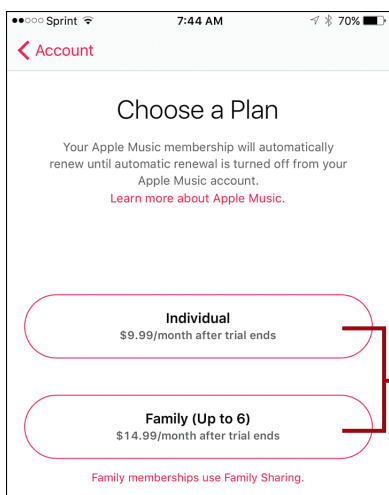 Sprint 7:44 AM 70%
Account
Choose a Plan
Your Apple Music membership will automatically
renew until automatic renewal is turned off from your
Apple Music account.
Learn more about Apple Music.
Individual
$9.99/month after trial ends
Family (Up to 6)
$14.99/month after trial ends
Family memberships use Family Sharing.